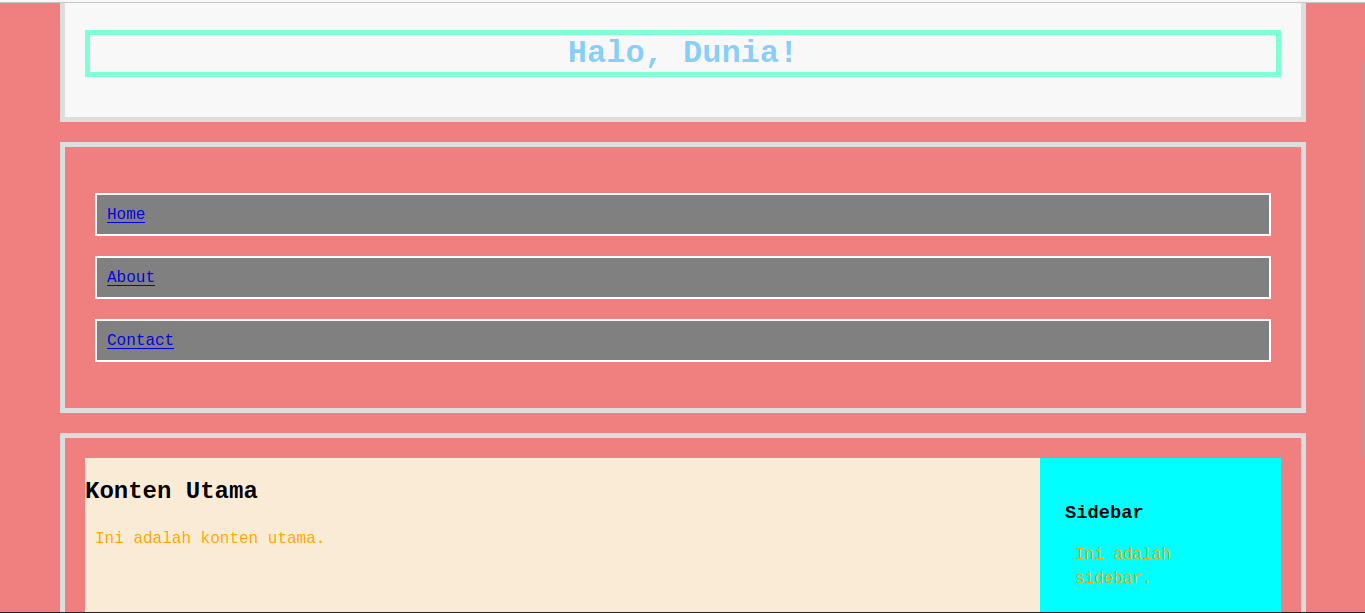 Halo, Dunia!
Home
About
Contact
Konten Utama
Ini adalah konten utama.
Sidebar
Ini adalah
sidebar.